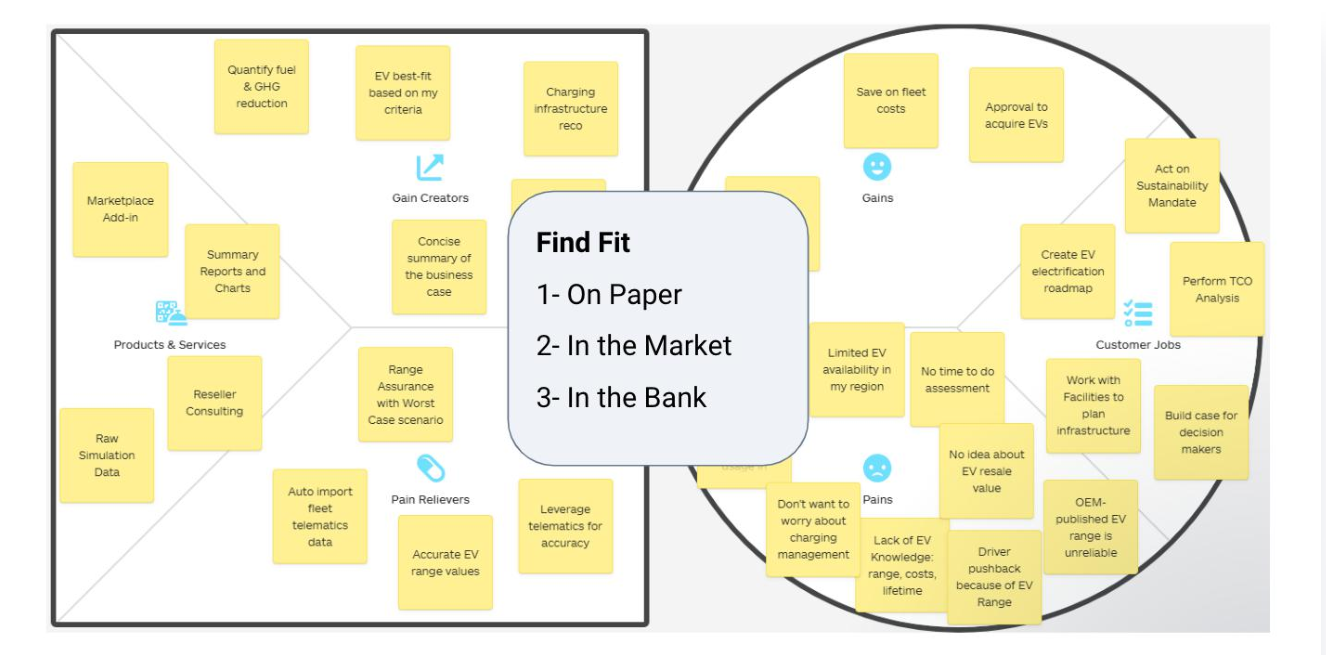 Quantify fuel
& GHG
reduction
EV best-fit
based on my
criteria
Charging
infrastructure
reco
Marketplace
Add-in
Gain Creators
Summary
Reports and
Charts
Concise
summary of
the business
case
Products & Services
Reseller
Consulting
Range
Assurance
with Worst
Case scenario
Raw
Simulation
Data
Pain Relievers
Auto import
fleet
telematics
data
Accurate EV
range values
Leverage
telematics for
accuracy
Find Fit
1- On Paper
2- In the Market
3- In the Bank
Save on fleet
costs
Approval to
acquire EVs
Gains
Act on
Sustainability
Mandate
Create EV
electrification
roadmap
Perform TCO
Analysis
Customer Jobs
Limited EV
availability in
my region
No time to do
assessment
Work with
Facilities to
plan
infrastructure
Build case for
decision
makers
No idea about
EV resale
value
Pains
Don't want to
worry about
charging
management
Lack of EV
Knowledge:
range, costs,
lifetime
Driver
pushback
because of EV
Range
OEM-
published EV
range is
unreliable